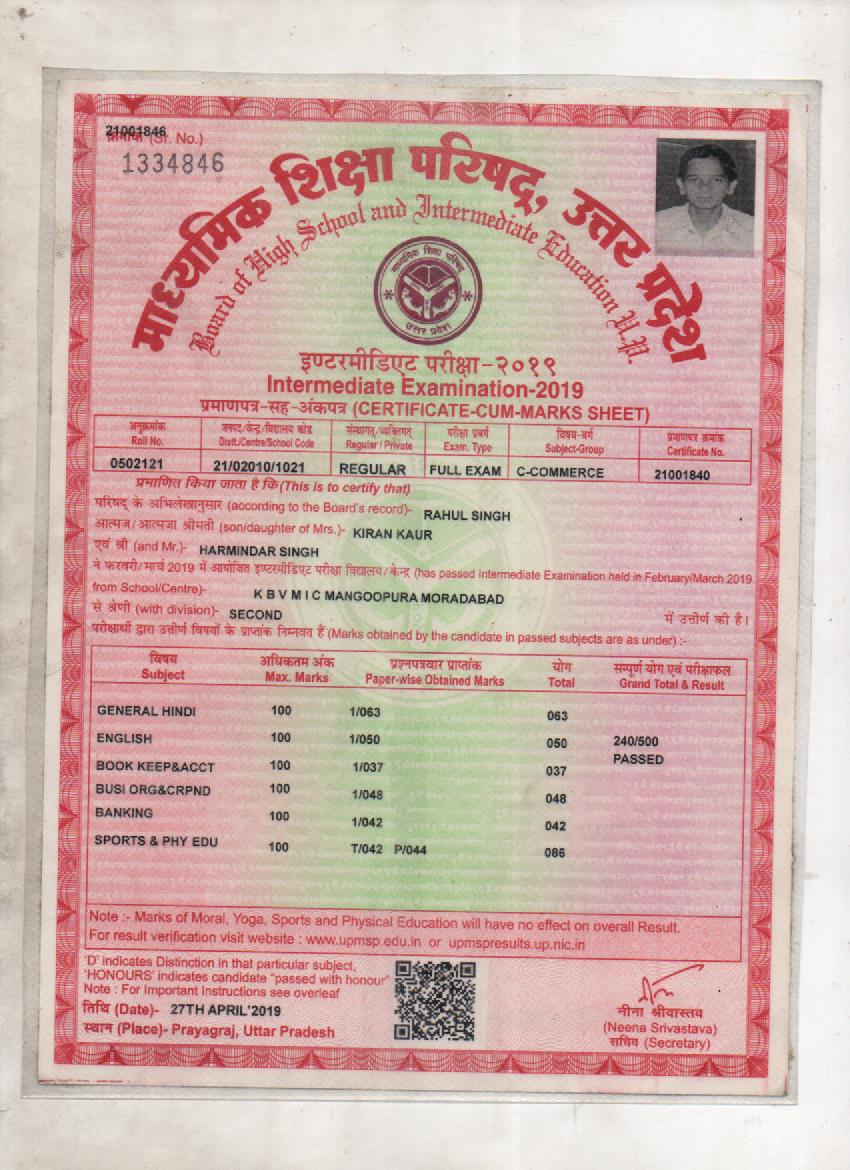 21001846
क्रमांक (Sr. No.)
1334846
माध्यमिक शिक्षा परिषद्, उत्तर प्रदेश
Board of High School and Intermediate Education U.P.
माध्यमिक शिक्षा परिषद्
उत्तर प्रदेश
इण्टरमीडिएट परीक्षा-२०१९
Intermediate Examination-2019
प्रमाणपत्र-सह-अंकपत्र (CERTIFICATE-CUM-MARKS SHEET)
अनुक्रमांक जनपद/केन्द्र/विद्यालय कोड संस्थागत/व्यक्तिगत परीक्षा प्रवर्ग विषय-वर्ग प्रमाणपत्र क्रमांक
Roll No. Distt./Centre/School Code Regular / Private Exam. Type Subject-Group Certificate No.
0502121 21/02010/1021 REGULAR FULL EXAM C-COMMERCE 21001840
प्रमाणित किया जाता है कि (This is to certify that)
परिषद् के अभिलेखानुसार (according to the Board's record)- RAHUL SINGH
आत्मज/आत्मजा श्रीमती (son/daughter of Mrs.)- KIRAN KAUR
एवं श्री (and Mr.)- HARMINDAR SINGH
ने फरवरी/मार्च 2019 में आयोजित इण्टरमीडिएट परीक्षा विद्यालय/केन्द्र (has passed Intermediate Examination held in February/March 2019
from School/Centre)- K B V M I C MANGOOPURA MORADABAD
से श्रेणी (with division)- SECOND में उत्तीर्ण की है।
परीक्षार्थी द्वारा उत्तीर्ण विषयों के प्राप्तांक निम्नवत हैं (Marks obtained by the candidate in passed subjects are as under) :-
विषय अधिकतम अंक प्रश्नपत्रवार प्राप्तांक योग सम्पूर्ण योग एवं परीक्षाफल
Subject Max. Marks Paper-wise Obtained Marks Total Grand Total & Result
GENERAL HINDI 100 1/063 063
ENGLISH 100 1/050 050 240/500
PASSED
BOOK KEEP&ACCT 100 1/037 037
BUSI ORG&CRPND 100 1/048 048
BANKING 100 1/042 042
SPORTS & PHY EDU 100 T/042 P/044 086
Note :- Marks of Moral, Yoga, Sports and Physical Education will have no effect on overall Result.
For result verification visit website : www.upmsp.edu.in or upmspresults.up.nic.in
'D' indicates Distinction in that particular subject,
'HONOURS' indicates candidate "passed with honour"
Note : For Important Instructions see overleaf
तिथि (Date)- 27TH APRIL'2019
स्थान (Place)- Prayagraj, Uttar Pradesh
नीना श्रीवास्तव
(Neena Srivastava)
सचिव (Secretary)